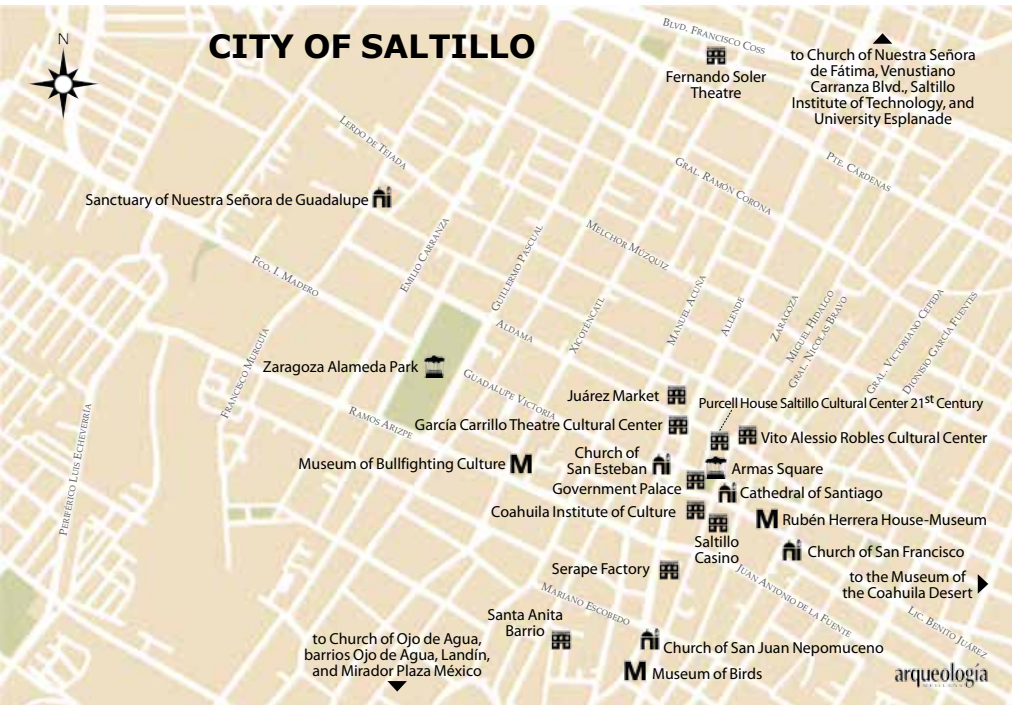 CITY OF SALTILLO
N
BLVD. FRANCISCO COSS
Fernando Soler
Theatre
to Church of Nuestra Señora
de Fátima, Venustiano
Carranza Blvd., Saltillo
Institute of Technology, and
University Esplanade
LERDO DE TEJADA
PTE. CÁRDENAS
GRAL. RAMÓN CORONA
Sanctuary of Nuestra Señora de Guadalupe
EMILIO CARRANZA
GUILLERMO PASCUAL
MELCHOR MÚZQUIZ
FCO. I. MADERO
XICOTÉNCATL
MANUEL ACUÑA
ALLENDE
ZARAGOZA
MIGUEL HIDALGO
GRAL. NICOLÁS BRAVO
GRAL. VICTORIANO CEPEDA
DIONISIO GARCÍA FUENTES
ALDAMA
FRANCISCO MURGUÍA
Zaragoza Alameda Park
GUADALUPE VICTORIA
RAMOS ARIZPE
PERIFÉRICO LUIS ECHEVERRÍA
Juárez Market
Purcell House Saltillo Cultural Center 21st Century
García Carrillo Theatre Cultural Center
Vito Alessio Robles Cultural Center
Museum of Bullfighting Culture
M
Church of
San Esteban
Armas Square
Government Palace
Cathedral of Santiago
Coahuila Institute of Culture
M
Rubén Herrera House-Museum
Saltillo
Casino
Church of San Francisco
Serape Factory
to the Museum of
the Coahuila Desert
JUAN ANTONIO DE LA FUENTE
MARIANO ESCOBEDO
LIC. BENITO JUÁREZ
Santa Anita
Barrio
to Church of Ojo de Agua,
barrios Ojo de Agua, Landín,
and Mirador Plaza México
Church of San Juan Nepomuceno
M
Museum of Birds
arqueología